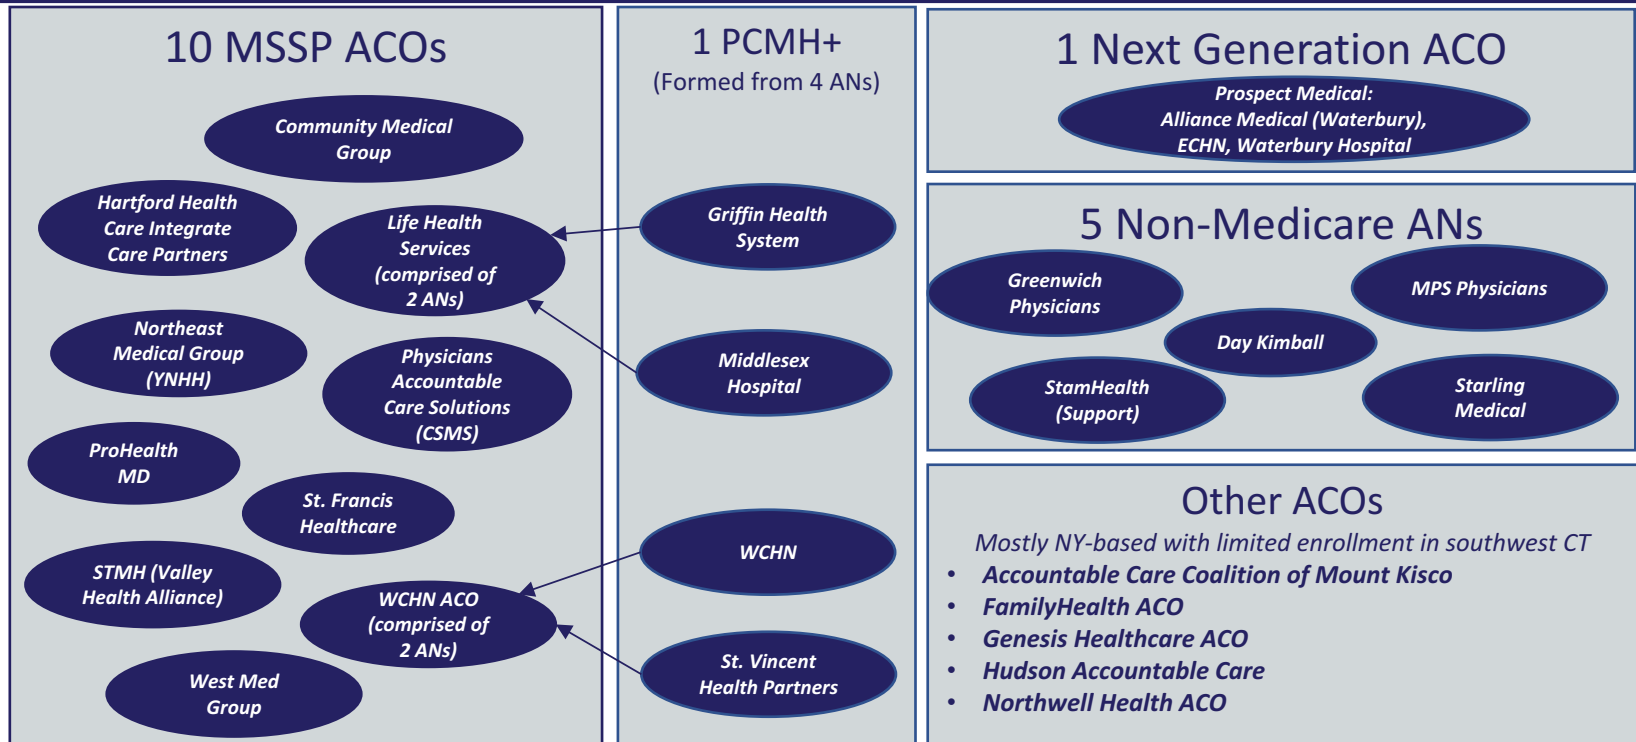 10 MSSP ACOs
Community Medical
Group
Hartford Health
Care Integrate
Care Partners
Life Health
Services
(comprised of
2 ANs)
Northeast
Medical Group
(YNHH)
Physicians
Accountable
Care Solutions
(CSMS)
ProHealth
MD
St. Francis
Healthcare
STMH (Valley
Health Alliance)
WCHN ACO
(comprised of
2 ANs)
West Med
Group
1 PCMH+
(Formed from 4 ANs)
Griffin Health
System
Middlesex
Hospital
WCHN
St. Vincent
Health Partners
1 Next Generation ACO
Prospect Medical:
Alliance Medical (Waterbury),
ECHN, Waterbury Hospital
5 Non-Medicare ANs
Greenwich
Physicians
MPS Physicians
Day Kimball
StamHealth
(Support)
Starling
Medical
Other ACOs
Mostly NY-based with limited enrollment in southwest CT
• Accountable Care Coalition of Mount Kisco
• FamilyHealth ACO
• Genesis Healthcare ACO
• Hudson Accountable Care
• Northwell Health ACO